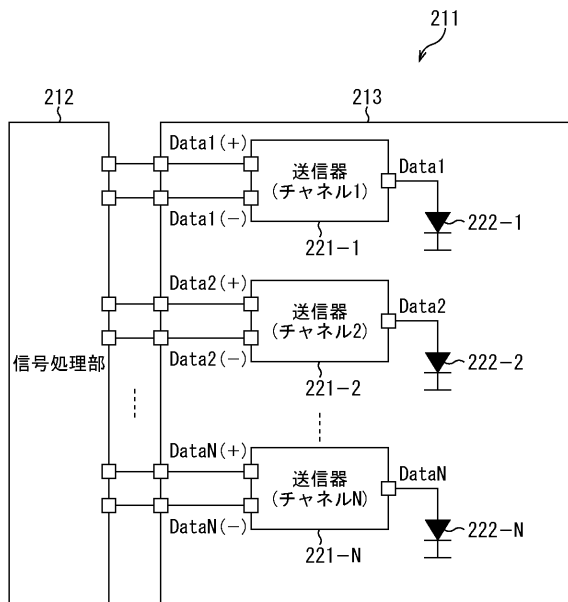 211
212
213
Data1(+)
送信器
(チャネル1)
Data1
Data1(−)
221−1
222−1
Data2(+)
送信器
(チャネル2)
Data2
信号処理部
Data2(−)
221−2
222−2
DataN(+)
送信器
(チャネルN)
DataN
DataN(−)
221−N
222−N